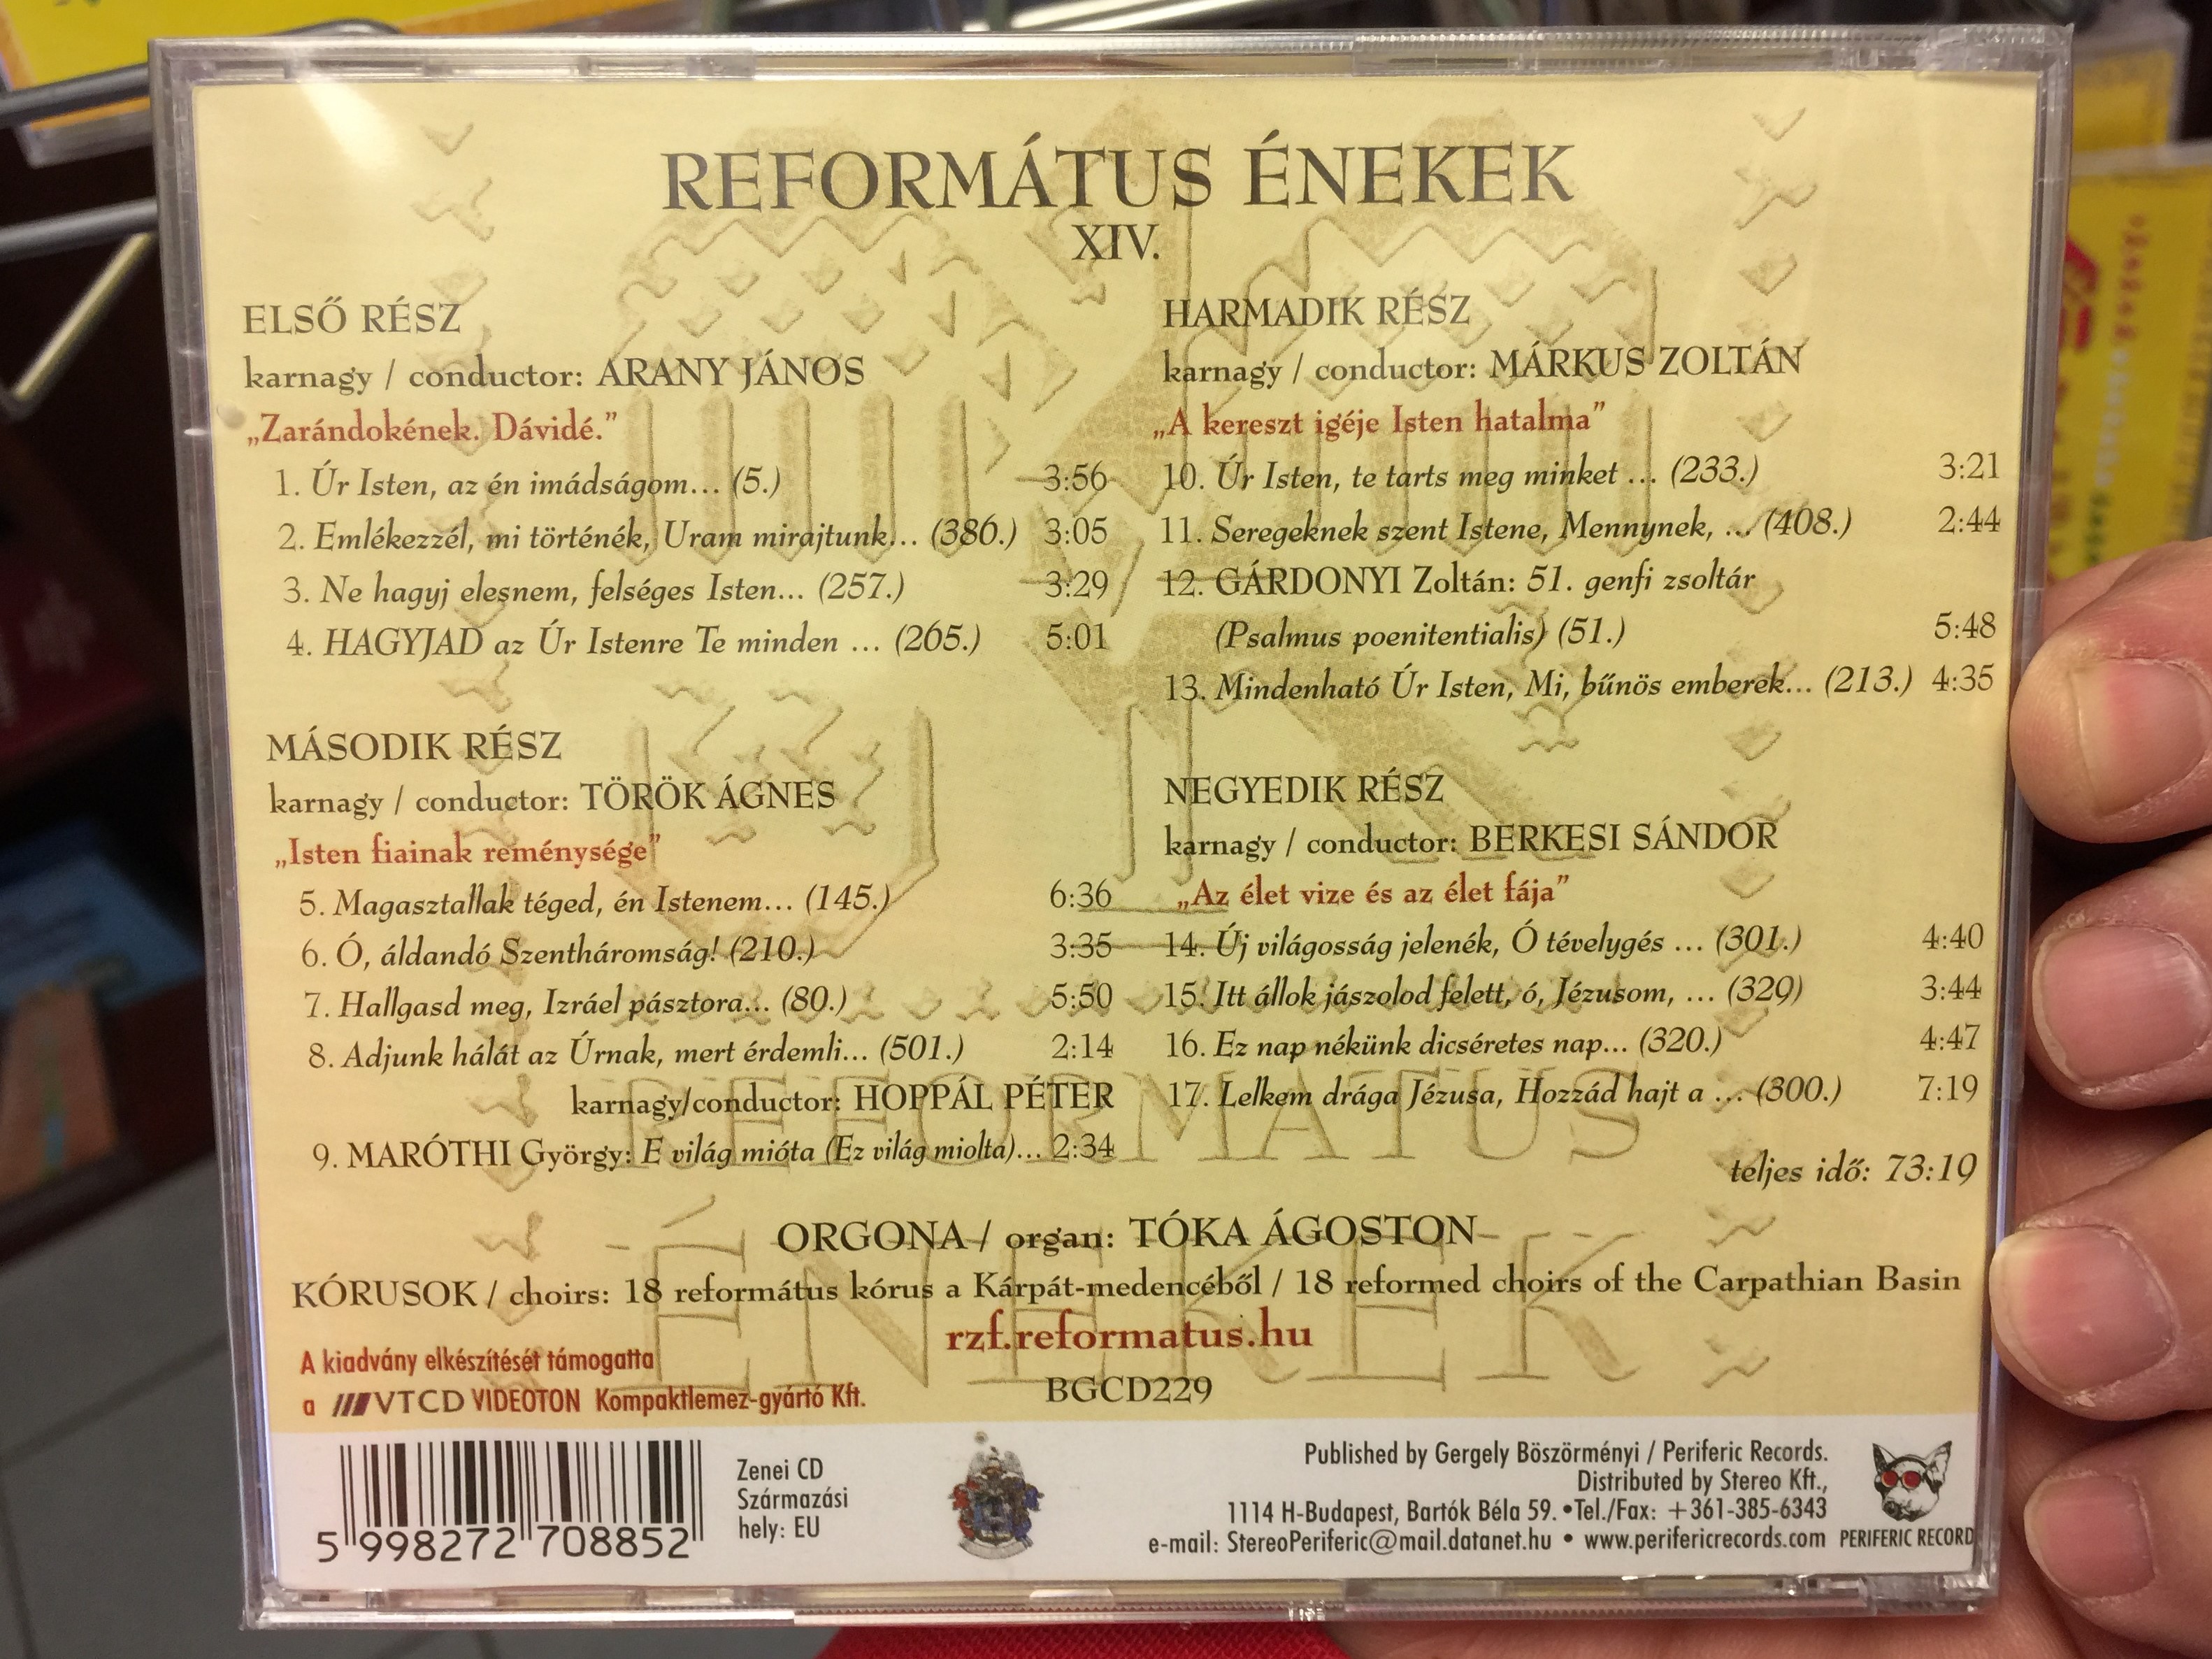 REFORMÁTUS ÉNEKEK
XIV.
ELSŐ RÉSZ
karnagy / conductor: ARANY JÁNOS
„Zarándokének. Dávidé.”
1. Úr Isten, az én imádságom... (5.) 3:56
2. Emlékezzél, mi történék, Uram mirajtunk... (386.) 3:05
3. Ne hagyj elesnem, felséges Isten... (257.) 3:29
4. HAGYJAD az Úr Istenre Te minden ... (265.) 5:01
MÁSODIK RÉSZ
karnagy / conductor: TÖRÖK ÁGNES
„Isten fiainak reménysége”
5. Magasztallak téged, én Istenem... (145.) 6:36
6. Ó, áldandó Szentháromság! (210.) 3:35
7. Hallgasd meg, Izráel pásztora... (80.) 5:50
8. Adjunk hálát az Úrnak, mert érdemli... (501.) 2:14
karnagy/conductor: HOPPÁL PÉTER
9. MARÓTHI György: E világ mióta (Ez világ miolta)... 2:34
HARMADIK RÉSZ
karnagy / conductor: MÁRKUS ZOLTÁN
„A kereszt igéje Isten hatalma”
10. Úr Isten, te tarts meg minket ... (233.) 3:21
11. Seregeknek szent Istene, Mennynek, ... (408.) 2:44
12. GÁRDONYI Zoltán: 51. genfi zsoltár
(Psalmus poenitentialis) (51.) 5:48
13. Mindenható Úr Isten, Mi, bűnös emberek... (213.) 4:35
NEGYEDIK RÉSZ
karnagy / conductor: BERKESI SÁNDOR
„Az élet vize és az élet fája”
14. Új világosság jelenék, Ó tévelygés ... (301.) 4:40
15. Itt állok jászolod felett, ó, Jézusom, ... (329) 3:44
16. Ez nap nékünk dicséretes nap... (320.) 4:47
17. Lelkem drága Jézusa, Hozzád hajt a ... (300.) 7:19
teljes idő: 73:19
REFORMÁTUS
ÉNEKEK
ORGONA / organ: TÓKA ÁGOSTON
KÓRUSOK / choirs: 18 református kórus a Kárpát-medencéből / 18 reformed choirs of the Carpathian Basin
rzf.reformatus.hu
A kiadvány elkészítését támogatta
a VTCD VIDEOTON Kompaktlemez-gyártó Kft.
BGCD229
5 998272 708852
Zenei CD
Származási
hely: EU
Published by Gergely Böszörményi / Periferic Records.
Distributed by Stereo Kft.,
1114 H-Budapest, Bartók Béla 59. • Tel./Fax: +361-385-6343
e-mail: StereoPeriferic@mail.datanet.hu • www.perifericrecords.com
PERIFERIC RECORD